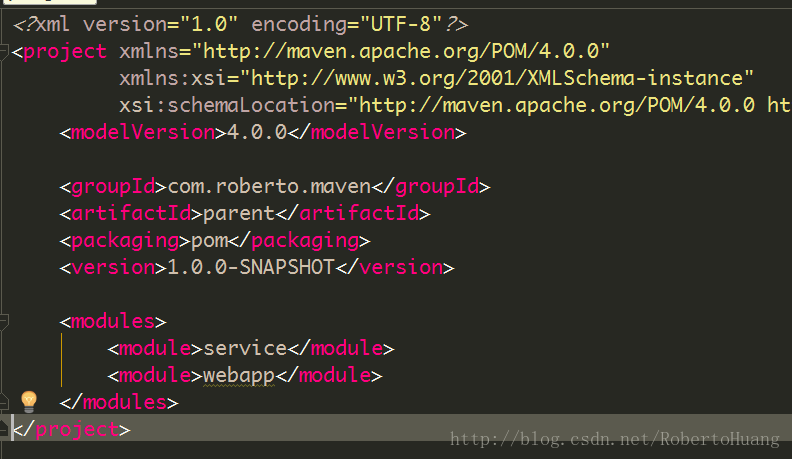 <?xml version="1.0" encoding="UTF-8"?>
<project xmlns="http://maven.apache.org/POM/4.0.0"
xmlns:xsi="http://www.w3.org/2001/XMLSchema-instance"
xsi:schemaLocation="http://maven.apache.org/POM/4.0.0 ht
<modelVersion>4.0.0</modelVersion>
<groupId>com.roberto.maven</groupId>
<artifactId>parent</artifactId>
<packaging>pom</packaging>
<version>1.0.0-SNAPSHOT</version>
<modules>
<module>service</module>
<module>webapp</module>
</modules>
</project>
http://blog.csdn.net/RobertoHuang